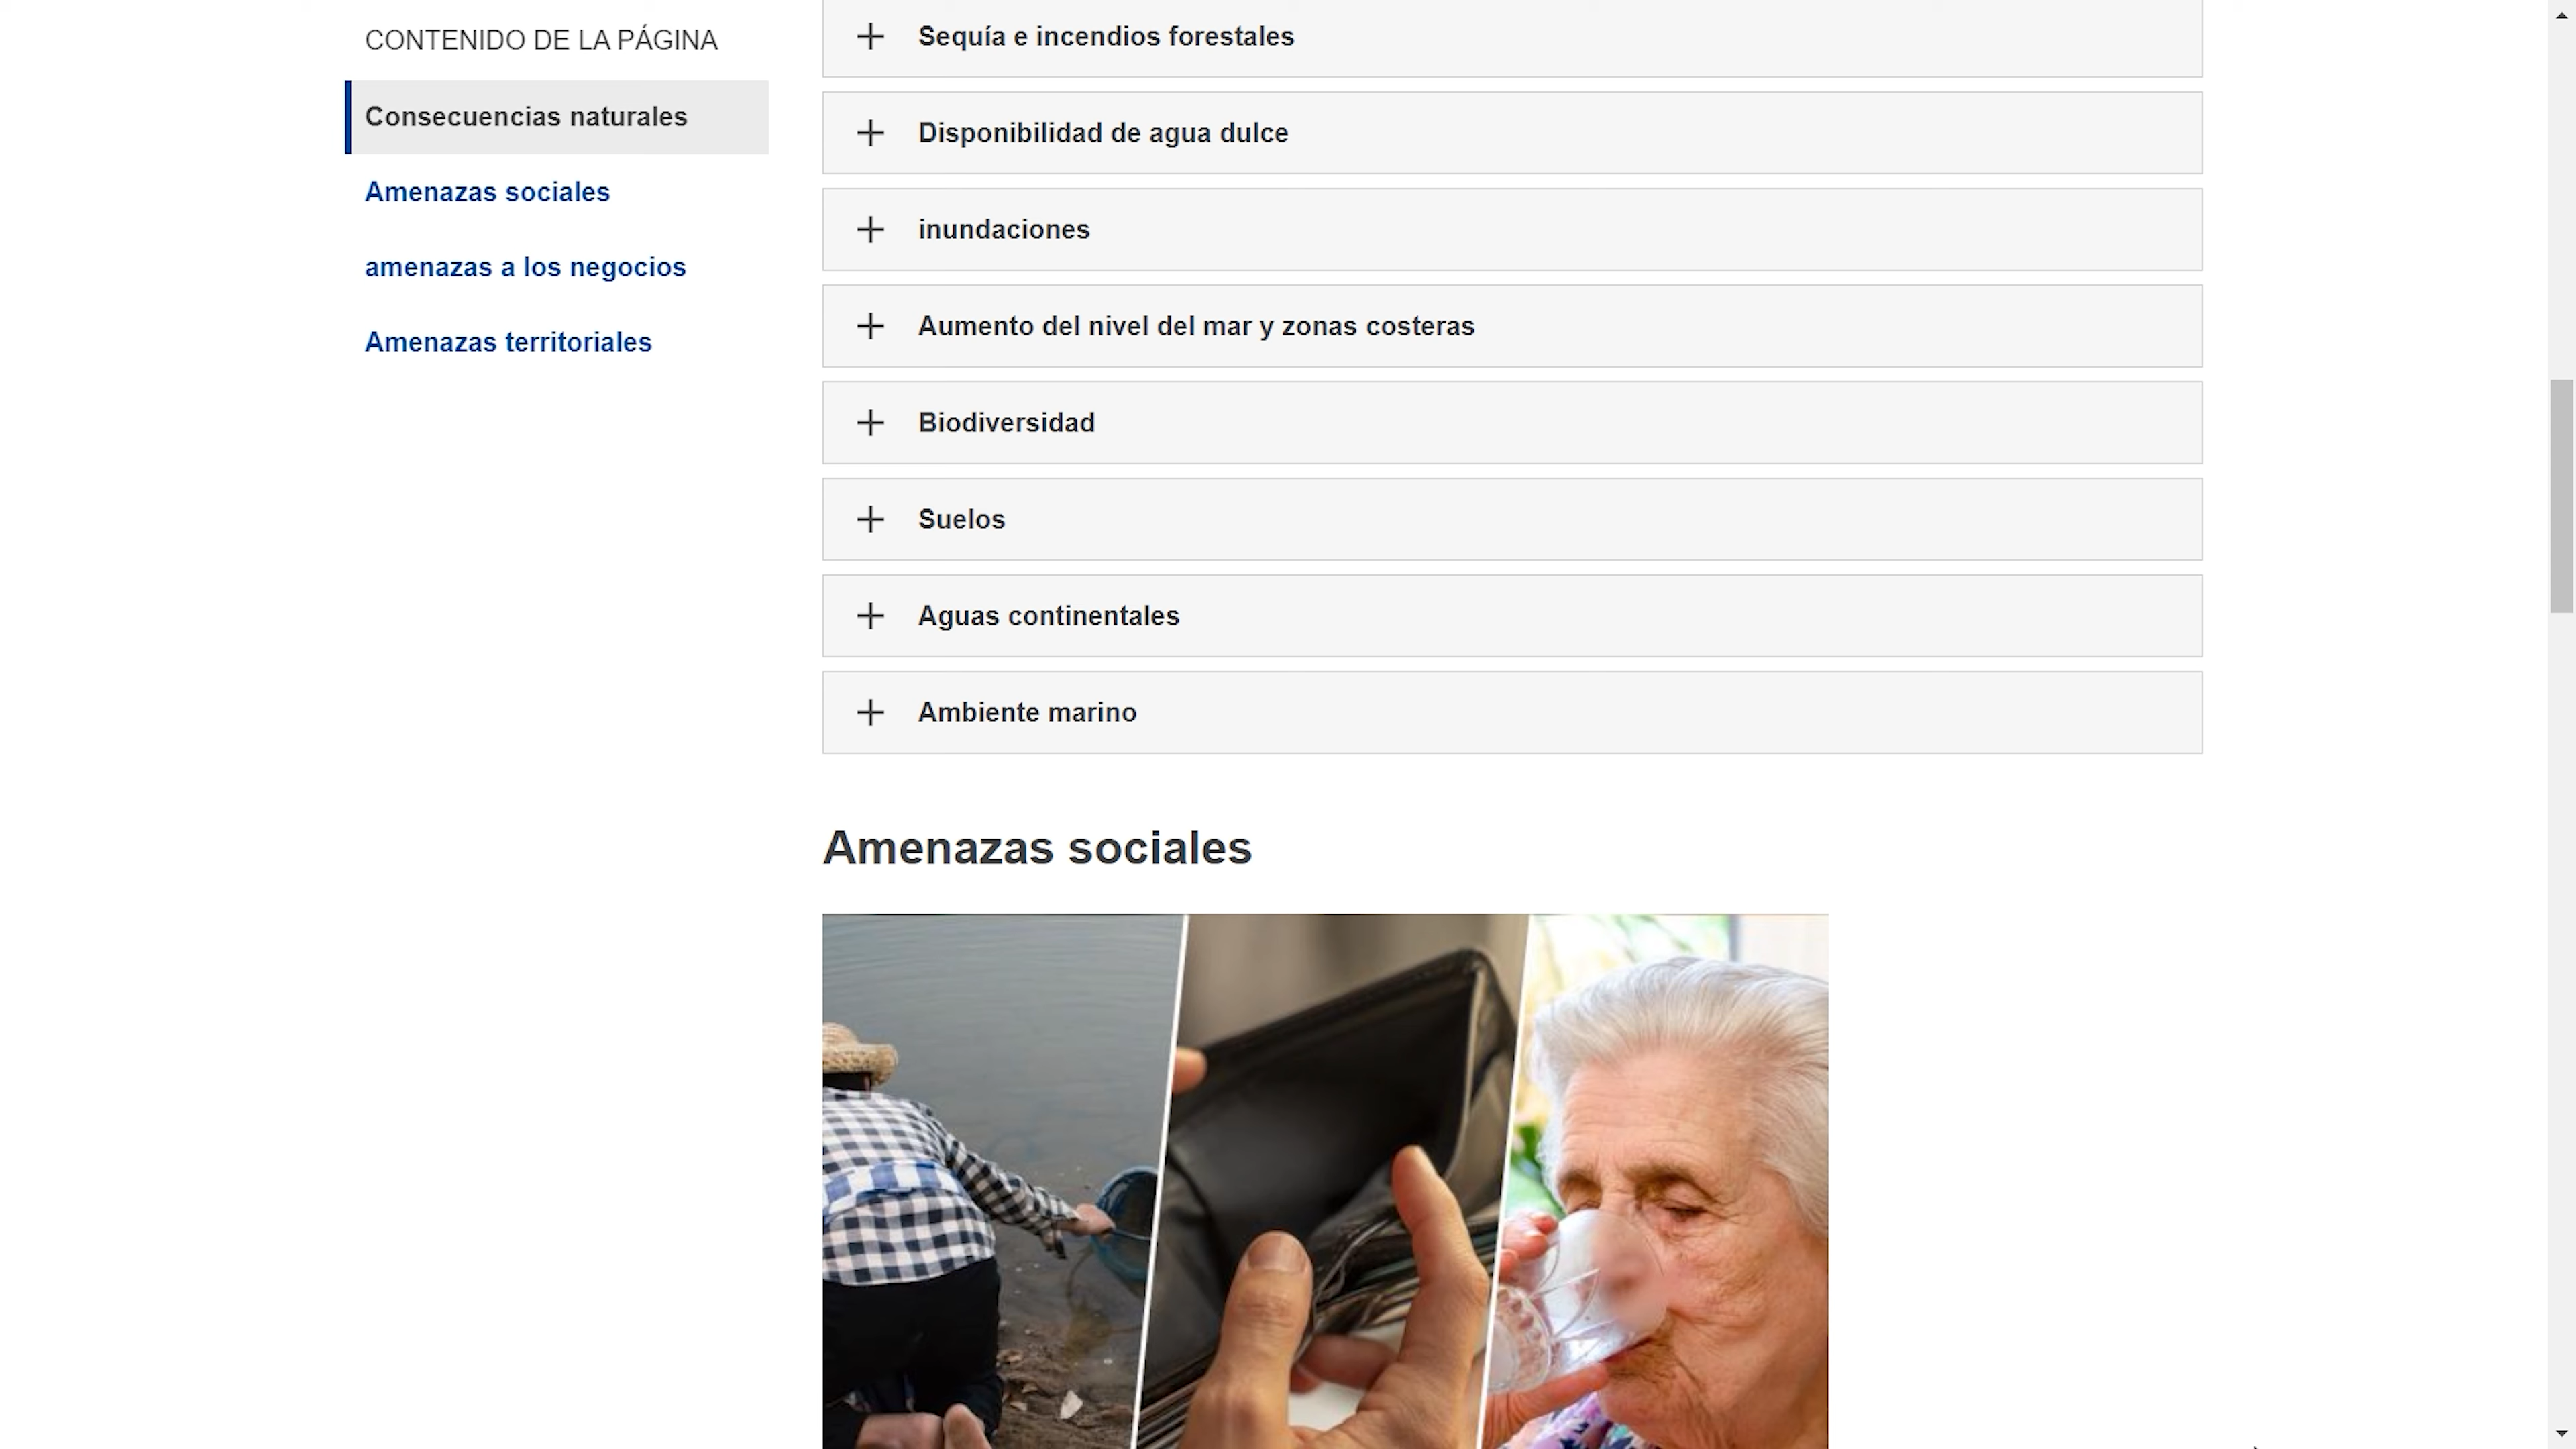 CONTENIDO DE LA PÁGINA
Consecuencias naturales
Amenazas sociales
amenazas a los negocios
Amenazas territoriales
Sequía e incendios forestales
Disponibilidad de agua dulce
inundaciones
Aumento del nivel del mar y zonas costeras
Biodiversidad
Suelos
Aguas continentales
Ambiente marino
Amenazas sociales